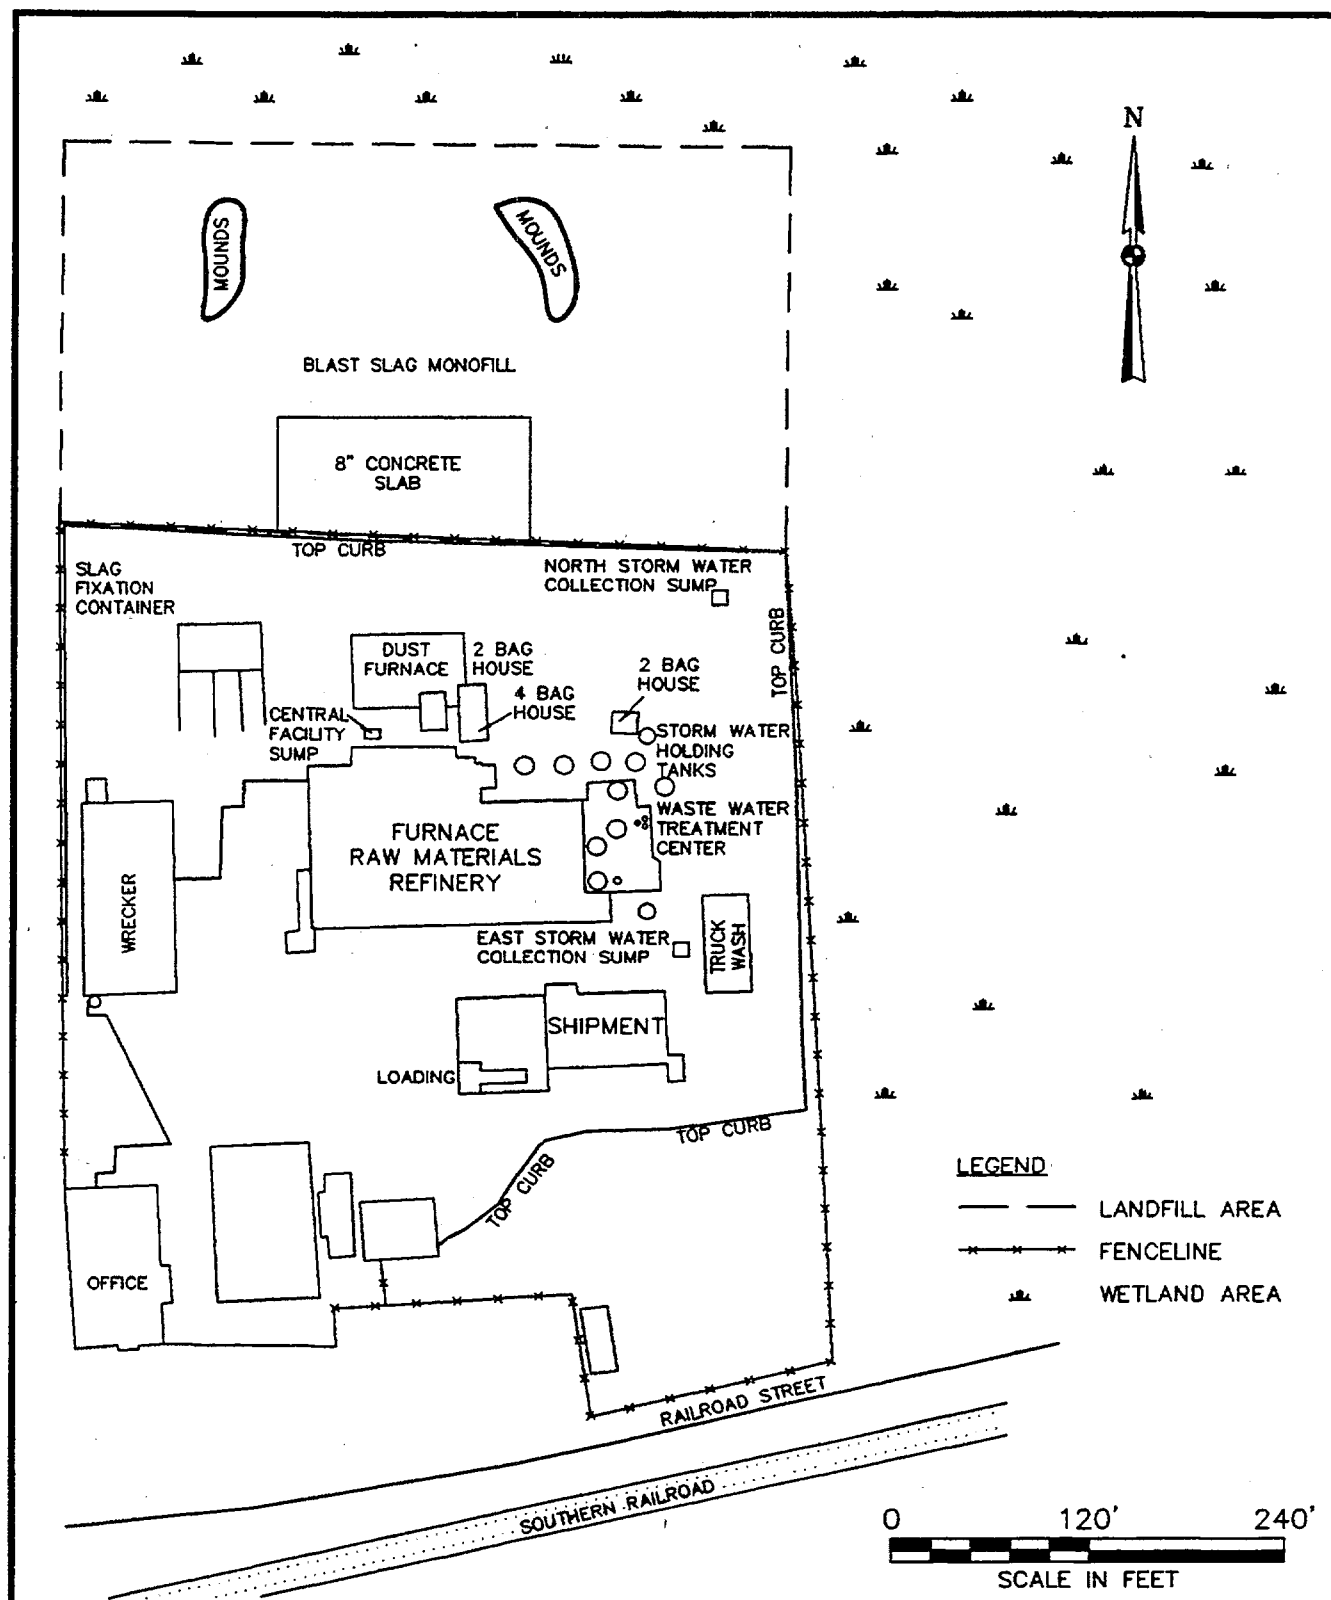 N
MOUNDS
MOUNDS
BLAST SLAG MONOFILL
8" CONCRETE
SLAB
TOP CURB
NORTH STORM WATER
COLLECTION SUMP
SLAG
FIXATION
CONTAINER
TOP CURB
DUST
FURNACE
2 BAG
HOUSE
4 BAG
HOUSE
2 BAG
HOUSE
CENTRAL
FACILITY
SUMP
STORM WATER
HOLDING
TANKS
WASTE WATER
TREATMENT
CENTER
FURNACE
RAW MATERIALS
REFINERY
WRECKER
EAST STORM WATER
COLLECTION SUMP
TRUCK
WASH
SHIPMENT
LOADING
TOP CURB
TOP CURB
OFFICE
LEGEND
LANDFILL AREA
FENCELINE
WETLAND AREA
RAILROAD STREET
SOUTHERN RAILROAD
0 120' 240'
SCALE IN FEET